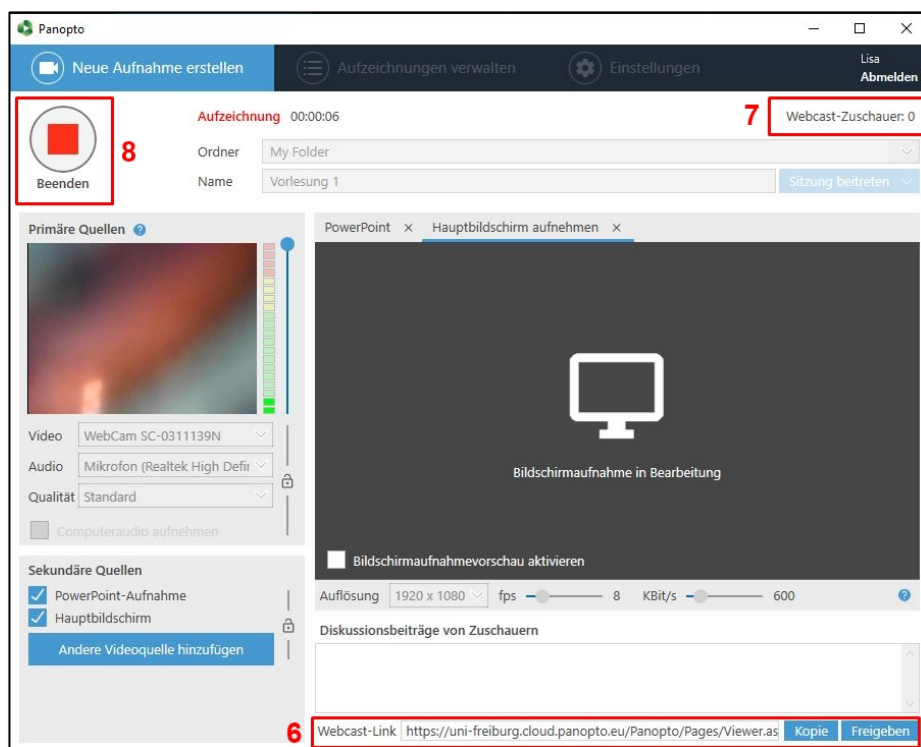 Panopto
Neue Aufnahme erstellen
Aufzeichnungen verwalten
Einstellungen
Lisa
Abmelden
8
Beenden
Aufzeichnung 00:00:06
7
Webcast-Zuschauer: 0
Ordner My Folder
Name Vorlesung 1 Sitzung beitreten
Primäre Quellen ?
Video WebCam SC-0311139N
Audio Mikrofon (Realtek High Defir
Qualität Standard
Computeraudio aufnehmen
Sekundäre Quellen
PowerPoint-Aufnahme
Hauptbildschirm
Andere Videoquelle hinzufügen
PowerPoint × Hauptbildschirm aufnehmen ×
Bildschirmaufnahme in Bearbeitung
Bildschirmaufnahmevorschau aktivieren
Auflösung 1920 x 1080 fps 8 KBit/s 600 ?
Diskussionsbeiträge von Zuschauern
6
Webcast-Link https://uni-freiburg.cloud.panopto.eu/Panopto/Pages/Viewer.as Kopie Freigeben